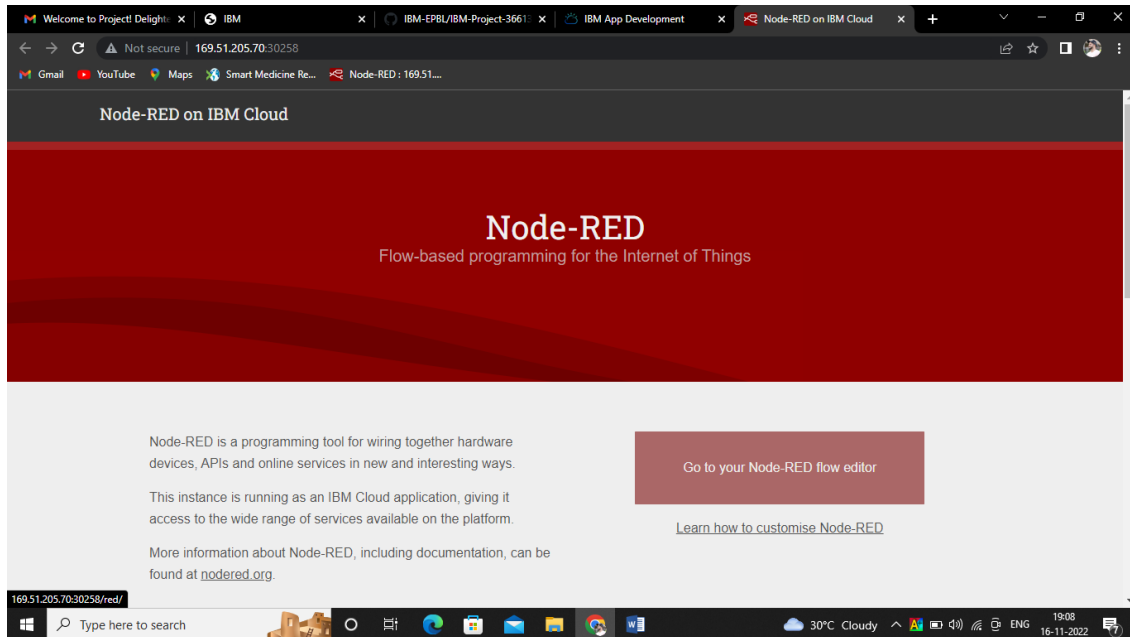 Welcome to Project! Delighte
IBM
IBM-EPBL/IBM-Project-3661
IBM App Development
Node-RED on IBM Cloud
Not secure | 169.51.205.70:30258
Gmail
YouTube
Maps
Smart Medicine Re...
Node-RED : 169.51....
Node-RED on IBM Cloud
Node-RED
Flow-based programming for the Internet of Things
Node-RED is a programming tool for wiring together hardware
devices, APIs and online services in new and interesting ways.
This instance is running as an IBM Cloud application, giving it
access to the wide range of services available on the platform.
More information about Node-RED, including documentation, can be
found at nodered.org.
Go to your Node-RED flow editor
Learn how to customise Node-RED
169.51.205.70:30258/red/
Type here to search
30°C Cloudy
ENG
19:08
16-11-2022
7